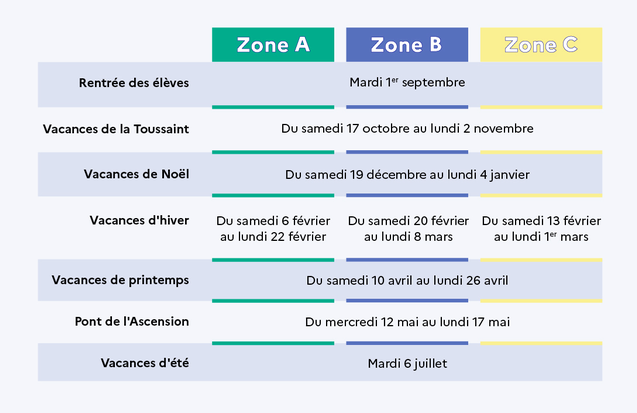 Zone A Zone B Zone C
Rentrée des élèves Mardi 1er septembre
Vacances de la Toussaint Du samedi 17 octobre au lundi 2 novembre
Vacances de Noël Du samedi 19 décembre au lundi 4 janvier
Vacances d'hiver Du samedi 6 février Du samedi 20 février Du samedi 13 février
au lundi 22 février au lundi 8 mars au lundi 1er mars
Vacances de printemps Du samedi 10 avril au lundi 26 avril
Pont de l'Ascension Du mercredi 12 mai au lundi 17 mai
Vacances d'été Mardi 6 juillet